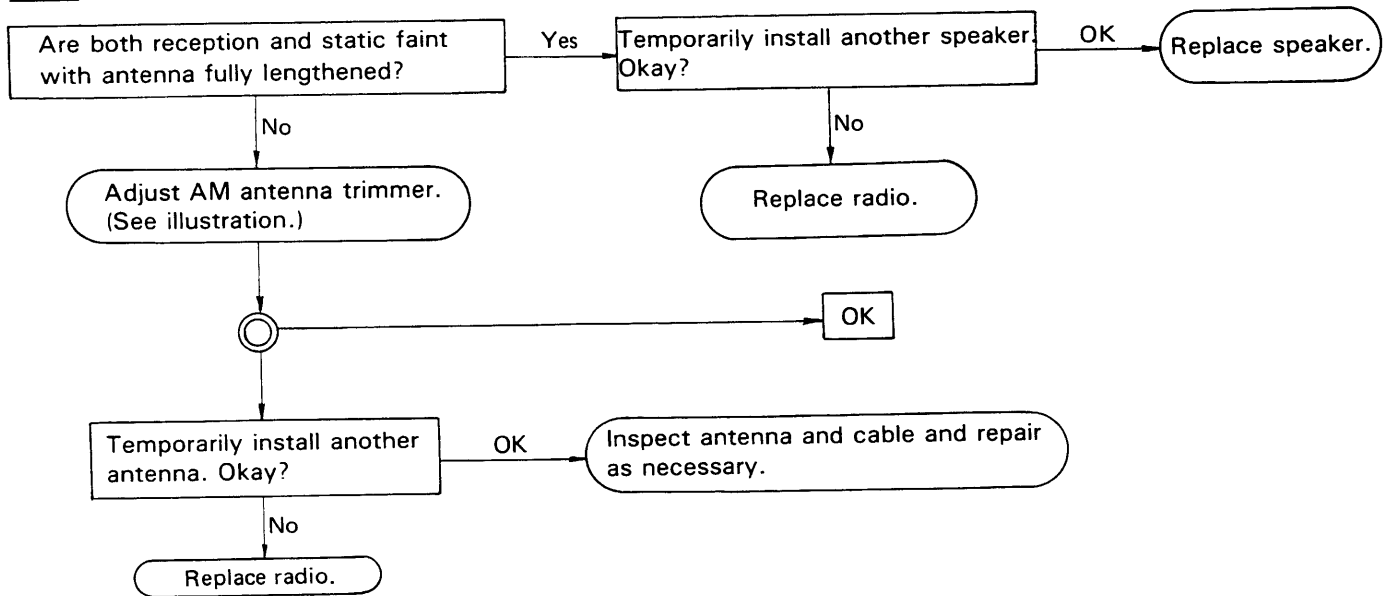 Are both reception and static faint
with antenna fully lengthened?
Yes
Temporarily install another speaker.
Okay?
OK
Replace speaker.
No
No
Adjust AM antenna trimmer.
(See illustration.)
Replace radio.
OK
Temporarily install another
antenna. Okay?
OK
Inspect antenna and cable and repair
as necessary.
No
Replace radio.